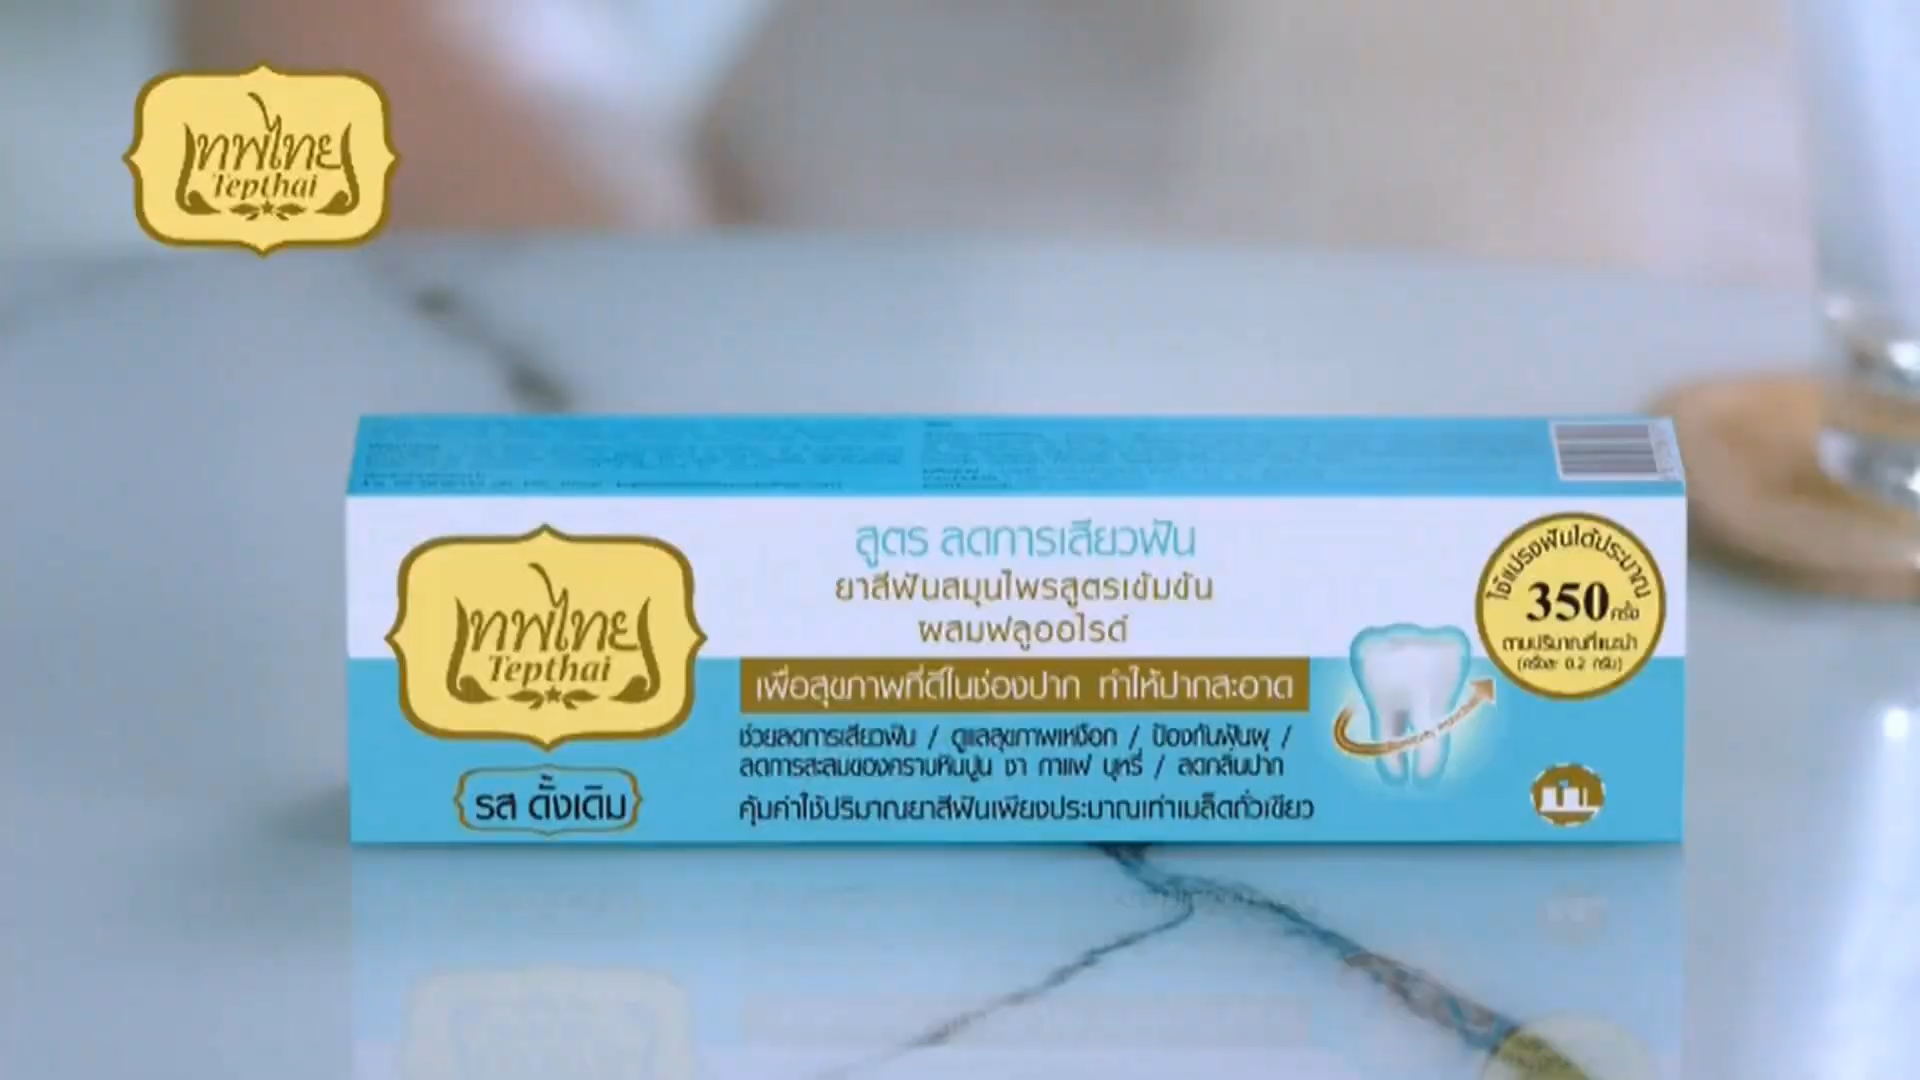 เทพไทย
Tepthai
เทพไทย
Tepthai
รส ดั้งเดิม
สูตร ลดการเสียวฟัน
ยาสีฟันสมุนไพรสูตรเข้มข้น
ผสมฟลูออไรด์
เพื่อสุขภาพที่ดีในช่องปาก ทำให้ปากสะอาด
ช่วยลดการเสียวฟัน / ดูแลสุขภาพเหงือก / ป้องกันฟันผุ /
ลดการสะสมของคราบหินปูน ชา กาแฟ บุหรี่ / ลดกลิ่นปาก
คุ้มค่าใช้ปริมาณยาสีฟันเพียงประมาณเท่าเมล็ดถั่วเขียว
ใช้แปรงฟันได้ประมาณ
350 ครั้ง
ตามปริมาณที่แนะนำ
(ครั้งละ 0.2 กรัม)